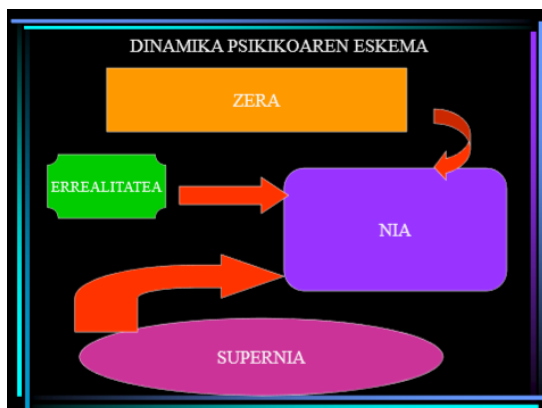 DINAMIKA PSIKIKOAREN ESKEMA
ZERA
ERREALITATEA
NIA
SUPERNIA